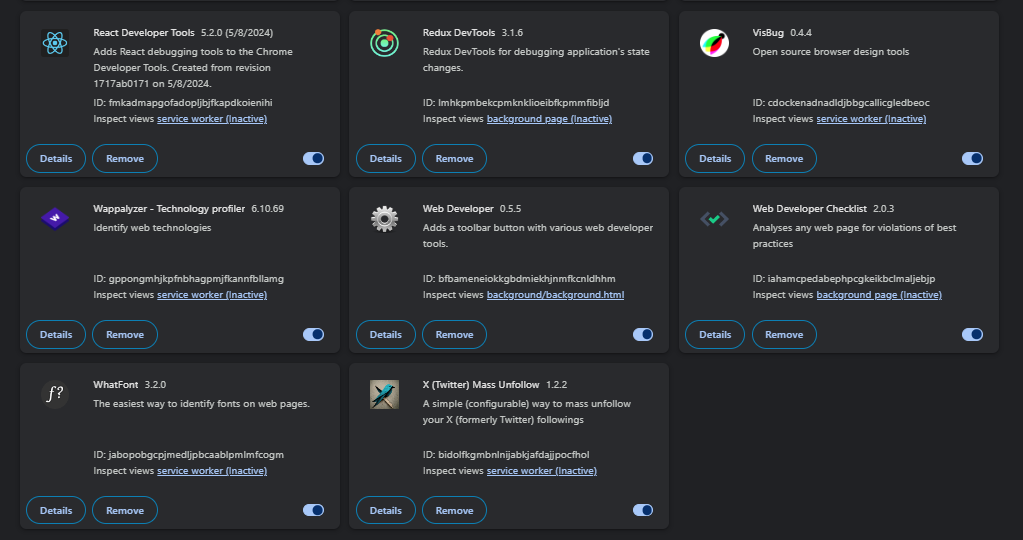 React Developer Tools 5.2.0 (5/8/2024)
Adds React debugging tools to the Chrome
Developer Tools. Created from revision
1717ab0171 on 5/8/2024.
ID: fmkadmapgofadopljbjfkapdkoienihi
Inspect views service worker (Inactive)
Details Remove
Redux DevTools 3.1.6
Redux DevTools for debugging application's state
changes.
ID: lmhkpmbekcpmknklioeibfkpmmfibljd
Inspect views background page (Inactive)
Details Remove
VisBug 0.4.4
Open source browser design tools
ID: cdockenadnadldjbbgcallicgledbeoc
Inspect views service worker (Inactive)
Details Remove
W
Wappalyzer - Technology profiler 6.10.69
Identify web technologies
ID: gppongmhjkpfnbhagpmjfkannfbllamg
Inspect views service worker (Inactive)
Details Remove
Web Developer 0.5.5
Adds a toolbar button with various web developer
tools.
ID: bfbameneiokkgbdmiekhjnmfkcnldhhm
Inspect views background/background.html
Details Remove
Web Developer Checklist 2.0.3
Analyses any web page for violations of best
practices
ID: iahamcpedabephpcgkeikbclmaljebjp
Inspect views background page (Inactive)
Details Remove
f?
WhatFont 3.2.0
The easiest way to identify fonts on web pages.
ID: jabopobgcpjmedljpbcaablpmlmfcogm
Inspect views service worker (Inactive)
Details Remove
X (Twitter) Mass Unfollow 1.2.2
A simple (configurable) way to mass unfollow
your X (formerly Twitter) followings
ID: bidolfkgmbnlnijabkjafdajjpocfhol
Inspect views service worker (Inactive)
Details Remove